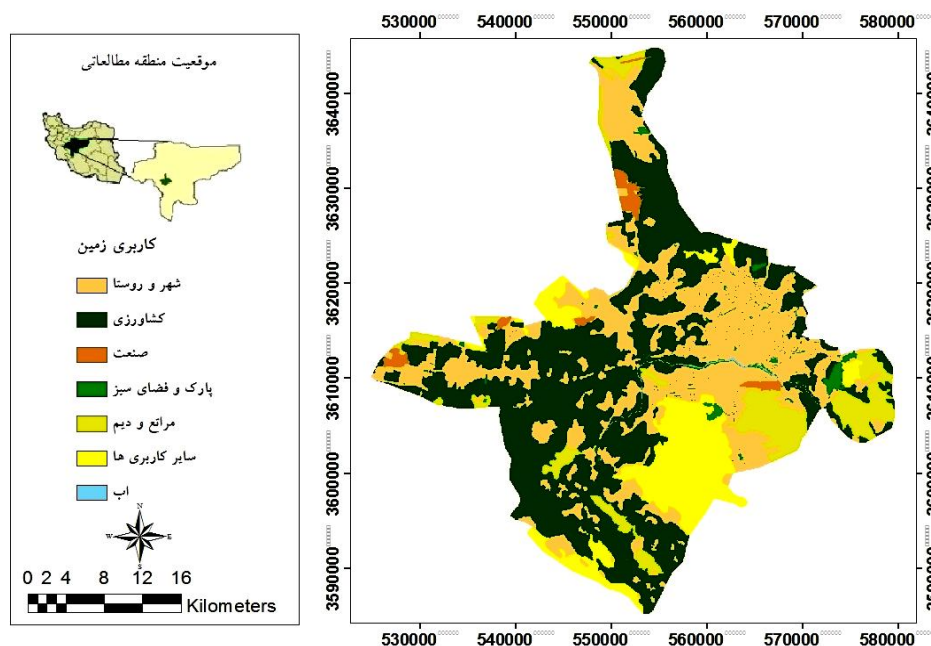 موقعیت منطقه مطالعاتی
کاربری زمین
شهر و روستا
کشاورزی
صنعت
پارک و فضای سبز
مراتع و دیم
سایر کاربری ها
اب
N
W E
S
0 2 4 8 12 16
Kilometers
530000 540000 550000 560000 570000 580000
3640000
3630000
3620000
3610000
3600000
3590000
530000 540000 550000 560000 570000 580000